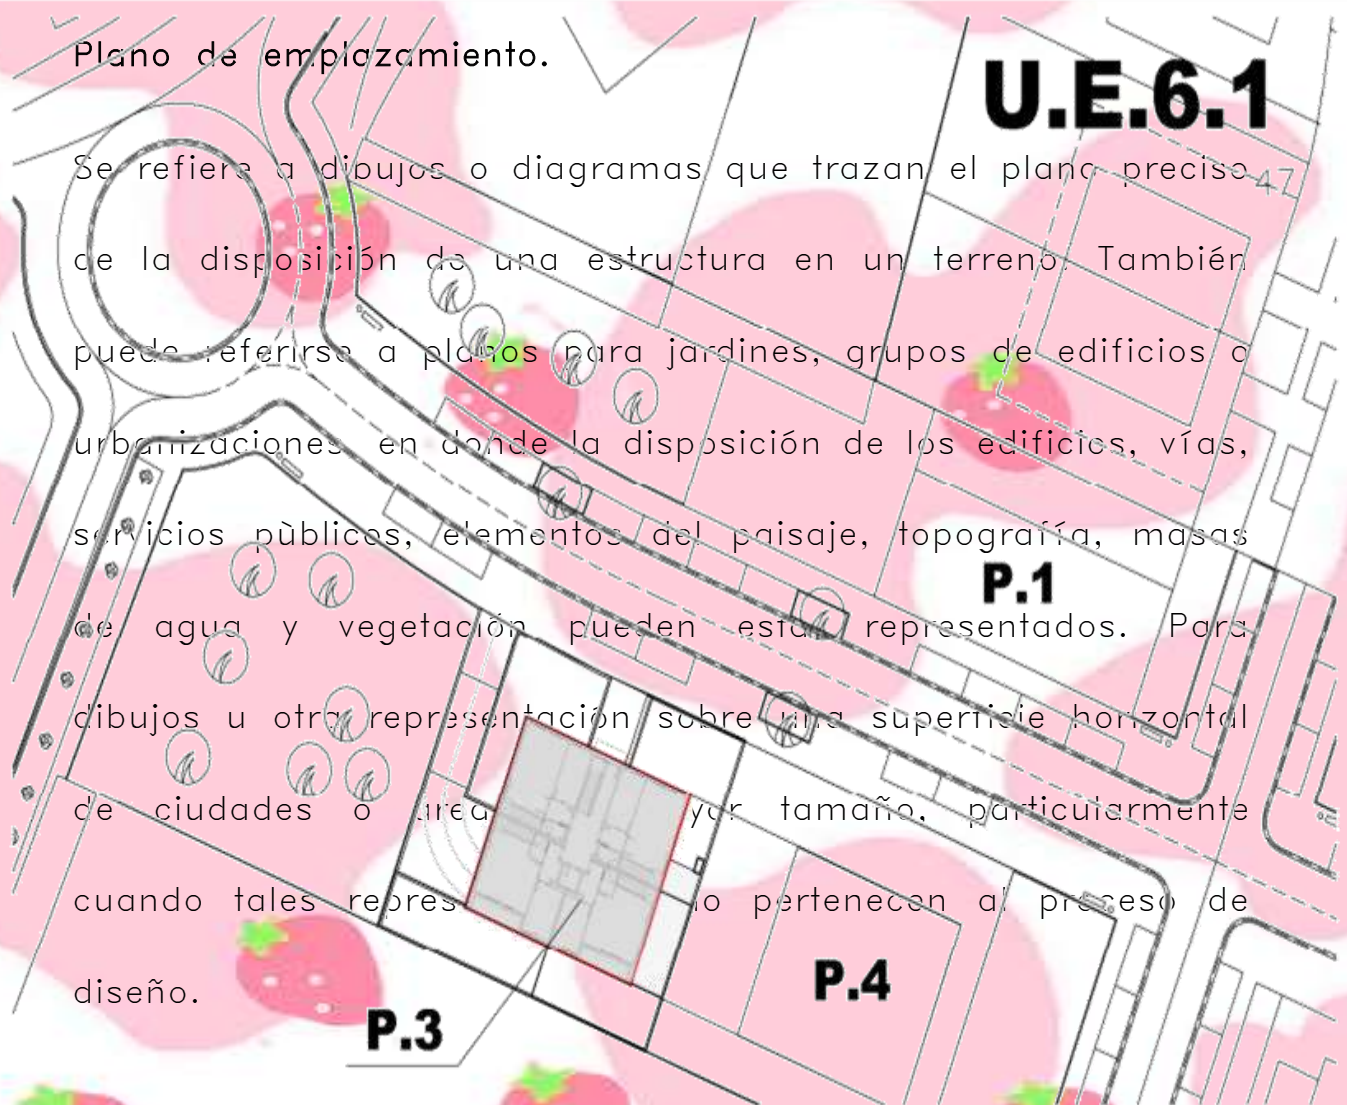 Plano de emplazamiento.
U.E.6.1
Se refiere a dibujos o diagramas que trazan el plano preciso
47
de la disposición de una estructura en un terreno. También
puede referirse a planos para jardines, grupos de edificios o
urbanizaciones en donde la disposición de los edificios, vías,
servicios pùblicos, elementos del paisaje, topografía, masas
P.1
de agua y vegetación pueden estar representados. Para
dibujos u otra representación sobre una superficie horizontal
de ciudades o tamaño, particularmente
cuando tales pertenecen al proceso de
P.4
diseño.
P.3